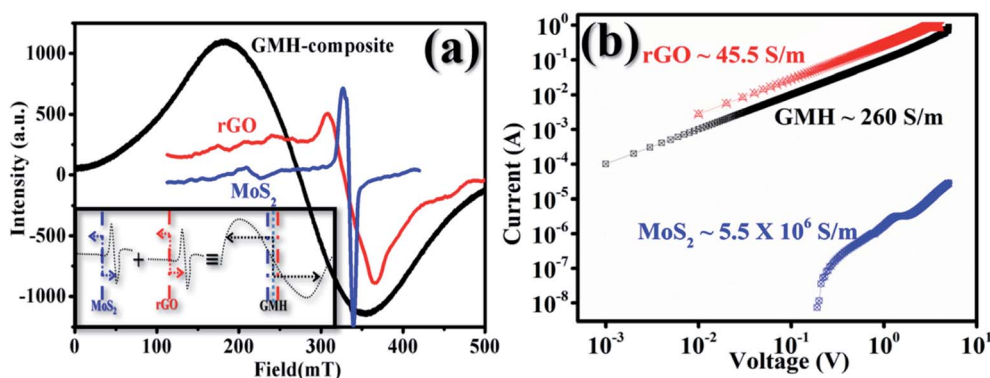 (a)
GMH-composite
rGO
MoS2
Intensity (a.u.)
1000
500
0
-500
-1000
MoS2
+
rGO
≡
GMH
0 100 200 300 400 500
Field(mT)
(b)
rGO ~ 45.5 S/m
GMH ~ 260 S/m
MoS2 ~ 5.5 X 10^6 S/m
Current (A)
10^0
10^-1
10^-2
10^-3
10^-4
10^-5
10^-6
10^-7
10^-8
10^-3 10^-2 10^-1 10^0 10^1
Voltage (V)